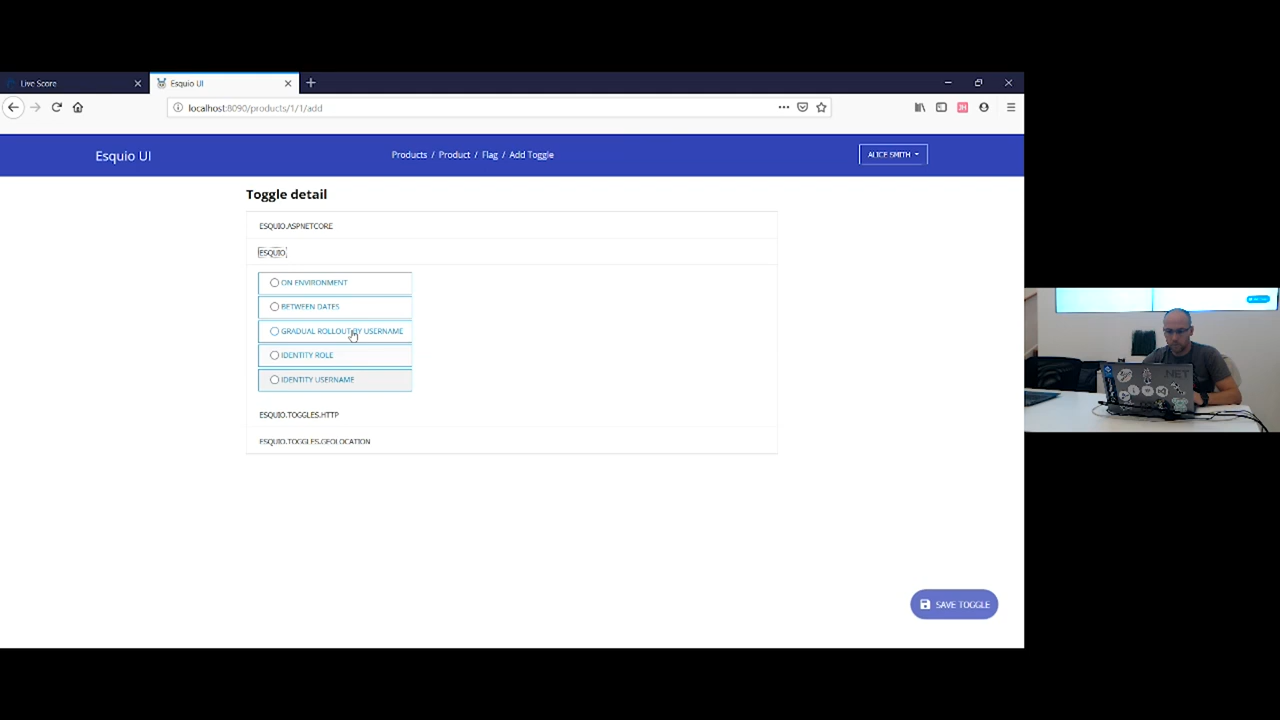 Live Score
Esquio UI
localhost:8090/products/1/1/add
Esquio UI
Products / Product / Flag / Add Toggle
ALICE SMITH
Toggle detail
ESQUIO.ASPNETCORE
ESQUIO
ON ENVIRONMENT
BETWEEN DATES
GRADUAL ROLLOUT BY USERNAME
IDENTITY ROLE
IDENTITY USERNAME
ESQUIO.TOGGLES.HTTP
ESQUIO.TOGGLES.GEOLOCATION
SAVE TOGGLE
.NET